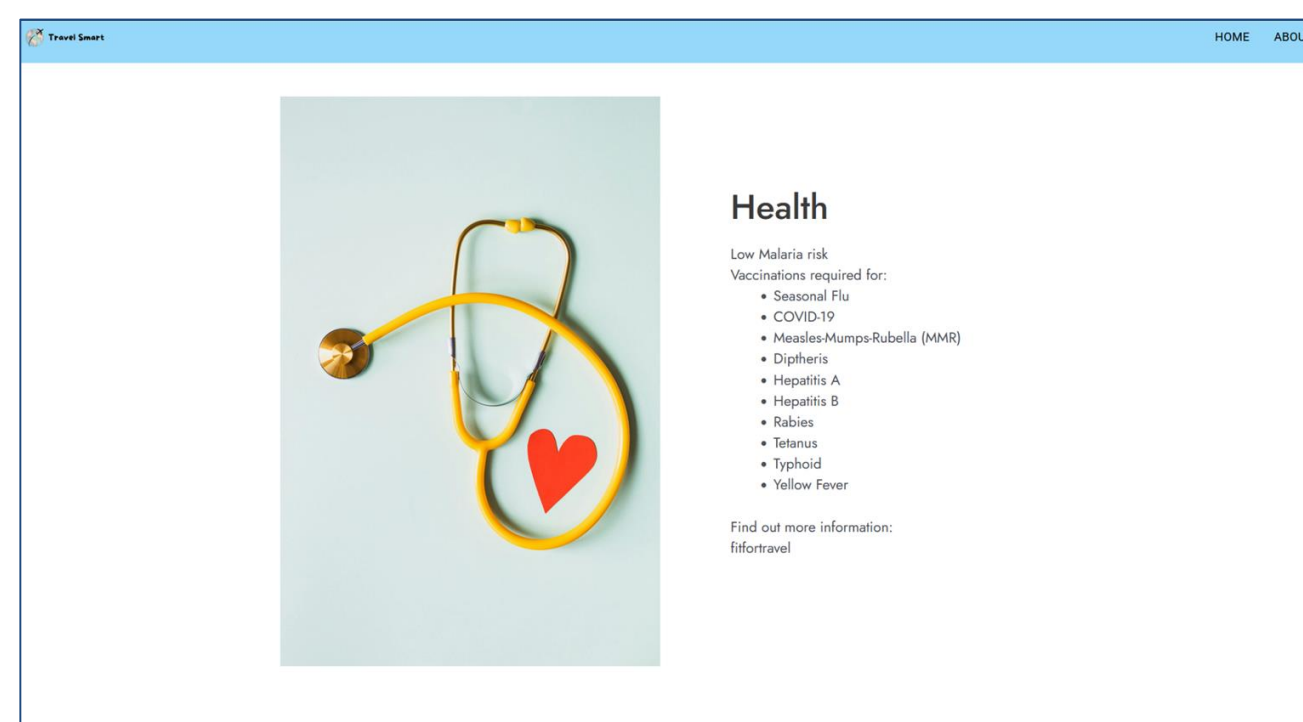 Travel Smart
HOME
Health
Low Malaria risk
Vaccinations required for:
• Seasonal Flu
• COVID-19
• Measles-Mumps-Rubella (MMR)
• Diptheris
• Hepatitis A
• Hepatitis B
• Rabies
• Tetanus
• Typhoid
• Yellow Fever
Find out more information:
fitfortravel